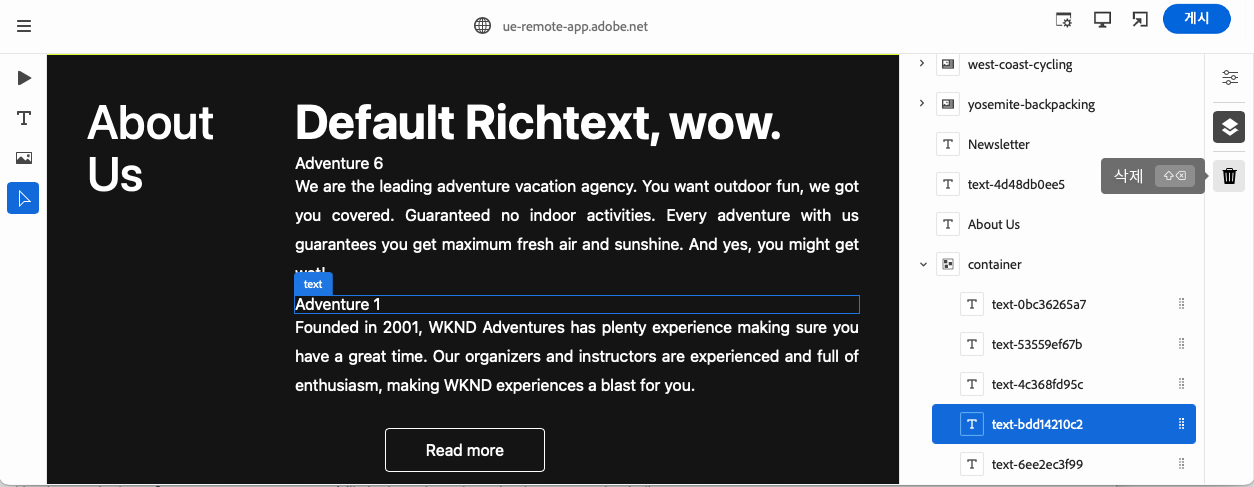 ue-remote-app.adobe.net
게시
About
Us
Default Richtext, wow.
Adventure 6
We are the leading adventure vacation agency. You want outdoor fun, we got
you covered. Guaranteed no indoor activities. Every adventure with us
guarantees you get maximum fresh air and sunshine. And yes, you might get
wet!
text
Adventure 1
Founded in 2001, WKND Adventures has plenty experience making sure you
have a great time. Our organizers and instructors are experienced and full of
enthusiasm, making WKND experiences a blast for you.
Read more
west-coast-cycling
yosemite-backpacking
Newsletter
text-4d48db0ee5
About Us
container
text-0bc36265a7
text-53559ef67b
text-4c368fd95c
text-bdd14210c2
text-6ee2ec3f99
삭제